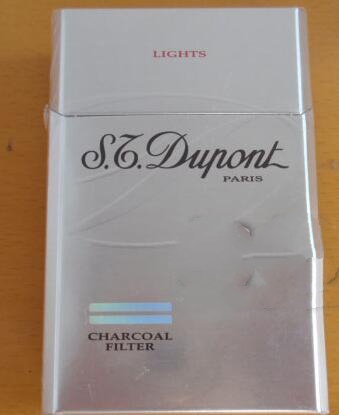 LIGHTS
S.T. Dupont
PARIS
CHARCOAL
FILTER